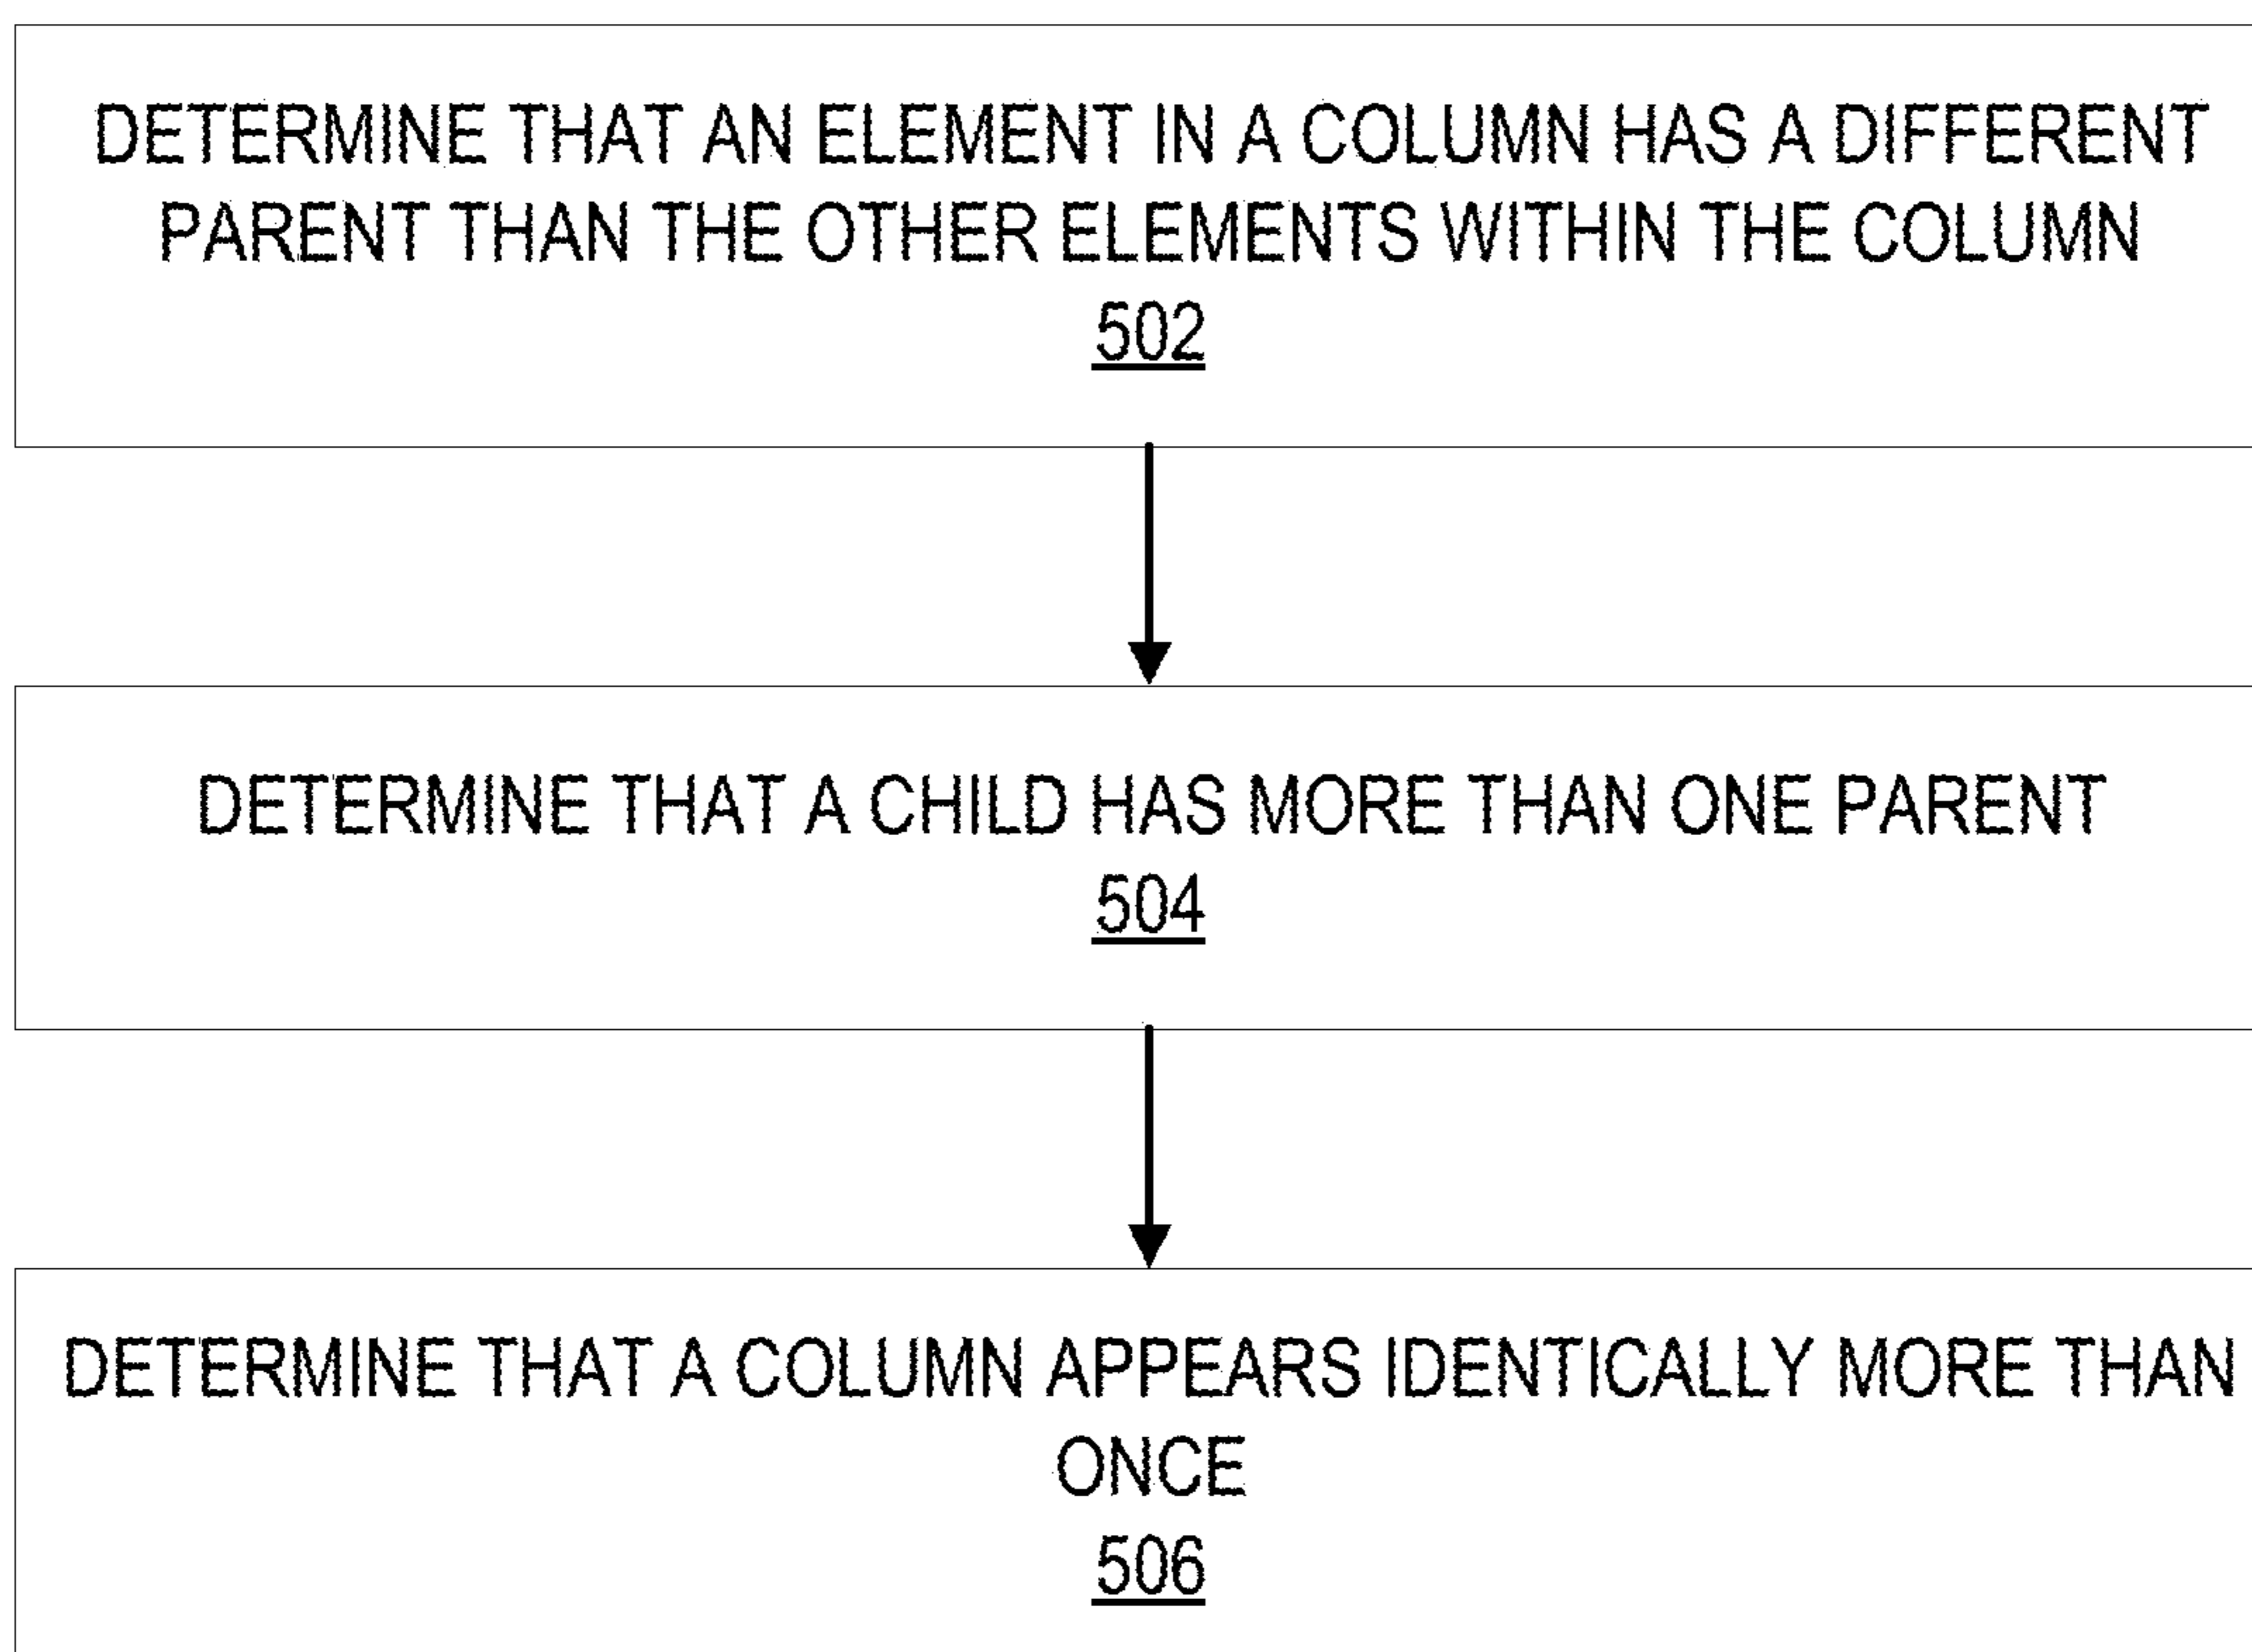 DETERMINE THAT AN ELEMENT IN A COLUMN HAS A DIFFERENT
PARENT THAN THE OTHER ELEMENTS WITHIN THE COLUMN
502
DETERMINE THAT A CHILD HAS MORE THAN ONE PARENT
504
DETERMINE THAT A COLUMN APPEARS IDENTICALLY MORE THAN
ONCE
506